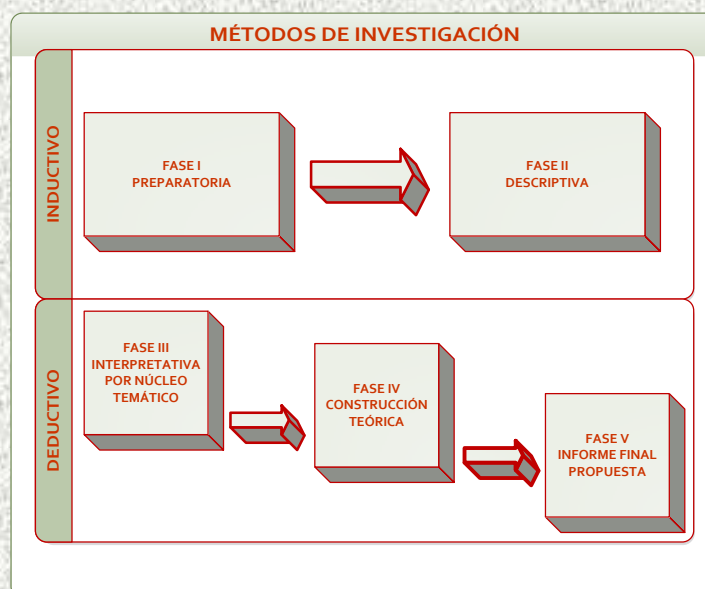 MÉTODOS DE INVESTIGACIÓN
INDUCTIVO
FASE I
PREPARATORIA
FASE II
DESCRIPTIVA
DEDUCTIVO
FASE III
INTERPRETATIVA
POR NÚCLEO
TEMÁTICO
FASE IV
CONSTRUCCIÓN
TEÓRICA
FASE V
INFORME FINAL
PROPUESTA